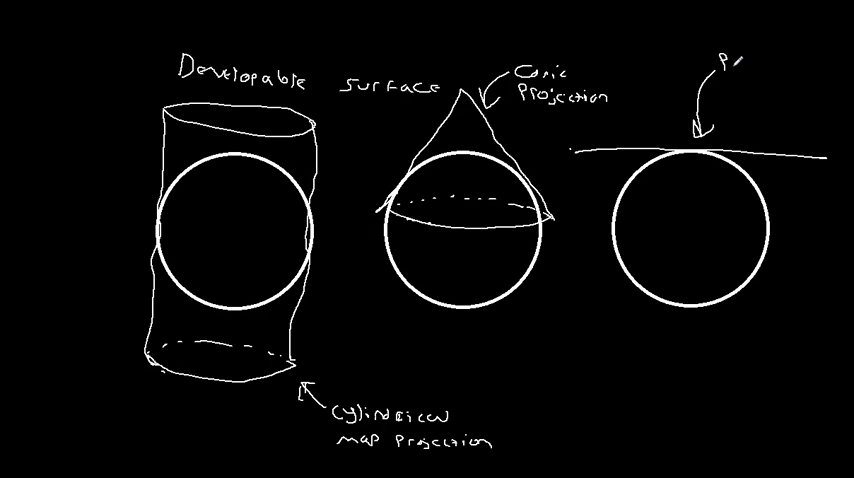 Developable surface
Conic
Projection
P
Cylindrical
map Projection